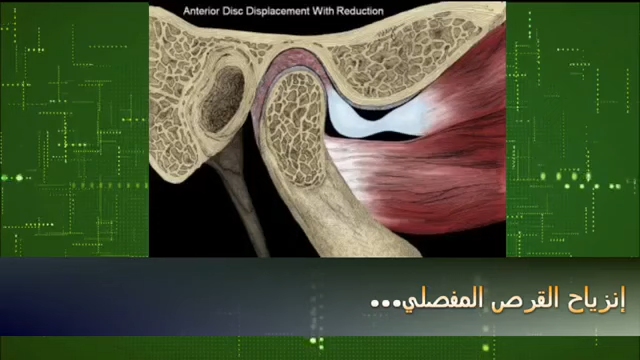 Anterior Disc Displacement With Reduction
إنزياح القرص المفصلي...